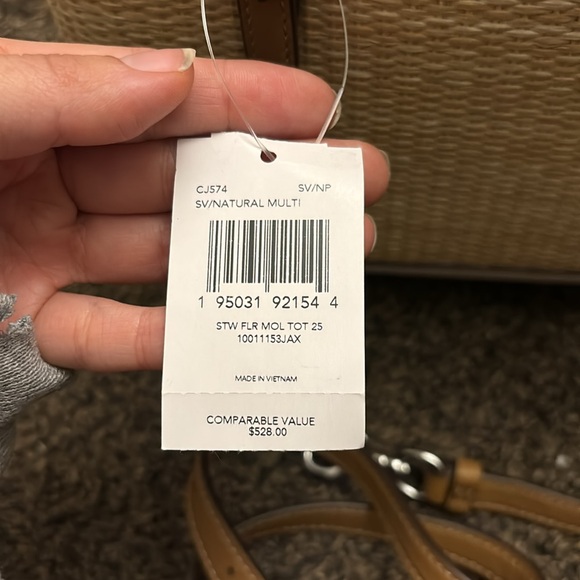 CJ574 SV/NP
SV/NATURAL MULTI
1 95031 92154 4
STW FLR MOL TOT 25
10011153JAX
MADE IN VIETNAM
COMPARABLE VALUE
$528.00